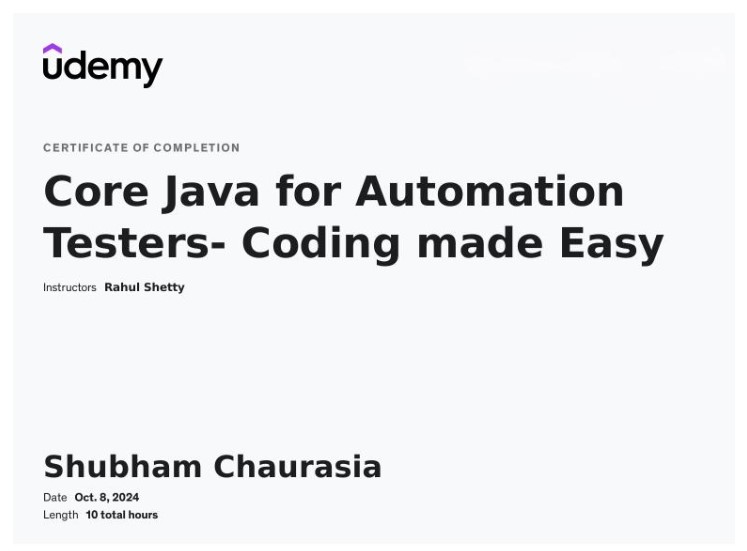 udemy
CERTIFICATE OF COMPLETION
Core Java for Automation
Testers- Coding made Easy
Instructors Rahul Shetty
Shubham Chaurasia
Date Oct. 8, 2024
Length 10 total hours